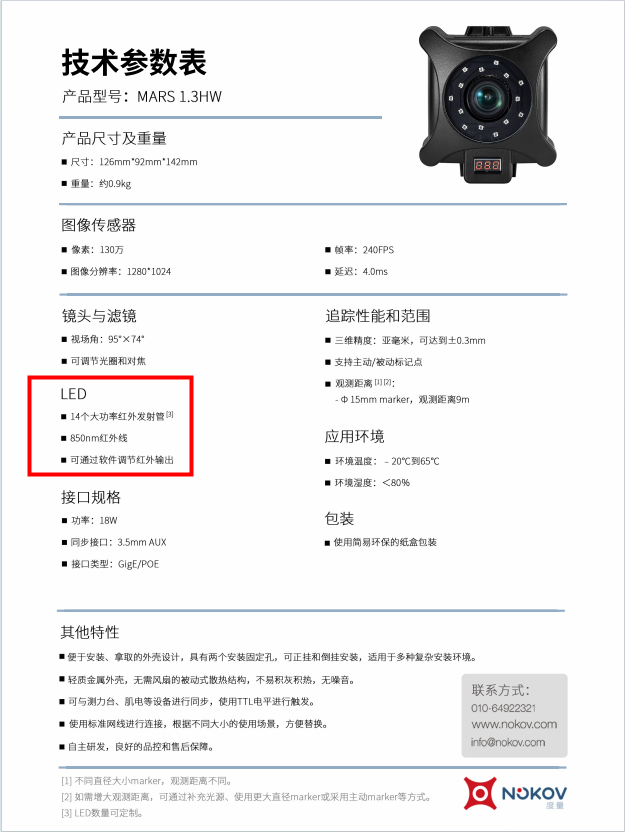 技术参数表
产品型号：MARS 1.3HW
产品尺寸及重量
■ 尺寸：126mm*92mm*142mm
■ 重量：约0.9kg
图像传感器
■ 像素：130万
■ 图像分辨率：1280*1024
■ 帧率：240FPS
■ 延迟：4.0ms
镜头与滤镜
■ 视场角：95°×74°
■ 可调节光圈和对焦
LED
■ 14个大功率红外发射管[3]
■ 850nm红外线
■ 可通过软件调节红外输出
接口规格
■ 功率：18W
■ 同步接口：3.5mm AUX
■ 接口类型：GigE/POE
追踪性能和范围
■ 三维精度：亚毫米，可达到±0.3mm
■ 支持主动/被动标记点
■ 观测距离[1][2]：
- Φ 15mm marker，观测距离9m
应用环境
■ 环境温度：﹣20℃到65℃
■ 环境湿度：＜80%
包装
■ 使用简易环保的纸盒包装
其他特性
■ 便于安装、拿取的外壳设计，具有两个安装固定孔，可正挂和倒挂安装，适用于多种复杂安装环境。
■ 轻质金属外壳，无需风扇的被动式散热结构，不易积灰积热，无噪音。
■ 可与测力台、肌电等设备进行同步，使用TTL电平进行触发。
■ 使用标准网线进行连接，根据不同大小的使用场景，方便替换。
■ 自主研发，良好的品控和售后保障。
联系方式：
010-64922321
www.nokov.com
info@nokov.com
[1] 不同直径大小marker，观测距离不同。
[2] 如需增大观测距离，可通过补充光源、使用更大直径marker或采用主动marker等方式。
[3] LED数量可定制。
NOKOV
度量